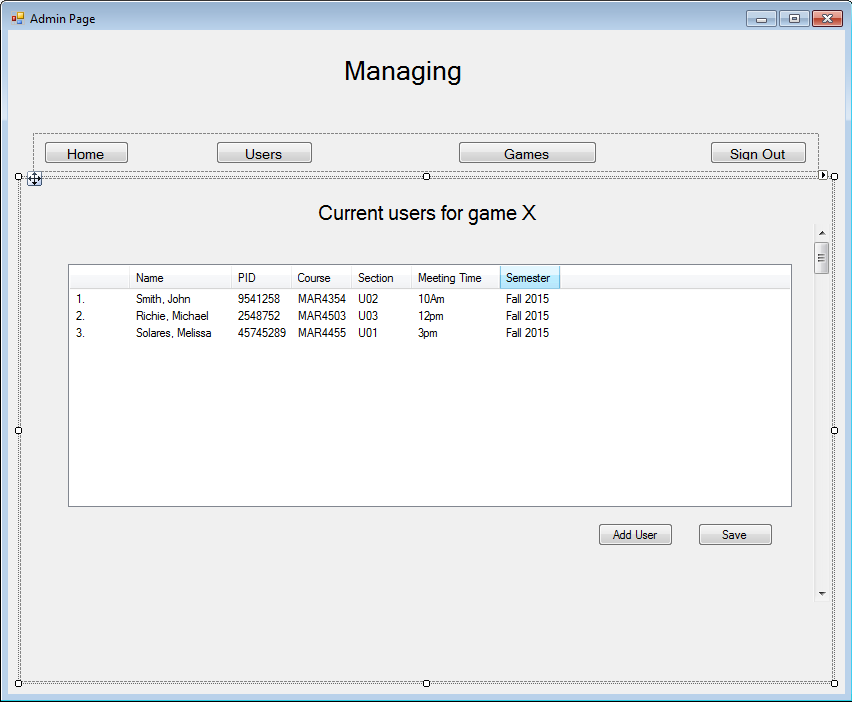 Admin Page
Managing
Home Users Games Sign Out
Current users for game X
Name PID Course Section Meeting Time Semester
1. Smith, John 9541258 MAR4354 U02 10Am Fall 2015
2. Richie, Michael 2548752 MAR4503 U03 12pm Fall 2015
3. Solares, Melissa 45745289 MAR4455 U01 3pm Fall 2015
Add User Save